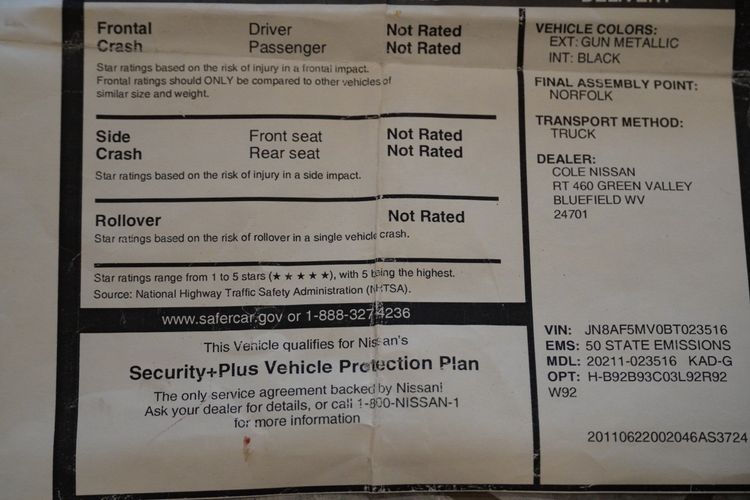 Frontal Driver Not Rated
Crash Passenger Not Rated
Star ratings based on the risk of injury in a frontal impact.
Frontal ratings should ONLY be compared to other vehicles of
similar size and weight.
Side Front seat Not Rated
Crash Rear seat Not Rated
Star ratings based on the risk of injury in a side impact.
Rollover Not Rated
Star ratings based on the risk of rollover in a single vehicle crash.
Star ratings range from 1 to 5 stars (★ ★ ★ ★ ★), with 5 being the highest.
Source: National Highway Traffic Safety Administration (NHTSA).
www.safercar.gov or 1-888-327-4236
This Vehicle qualifies for Nissan's
Security+Plus Vehicle Protection Plan
The only service agreement backed by Nissan!
Ask your dealer for details, or call 1-800-NISSAN-1
for more information
VEHICLE COLORS:
EXT: GUN METALLIC
INT: BLACK
FINAL ASSEMBLY POINT:
NORFOLK
TRANSPORT METHOD:
TRUCK
DEALER:
COLE NISSAN
RT 460 GREEN VALLEY
BLUEFIELD WV
24701
VIN: JN8AF5MV0BT023516
EMS: 50 STATE EMISSIONS
MDL: 20211-023516 KAD-G
OPT: H-B92B93C03L92R92
W92
20110622002046AS3724